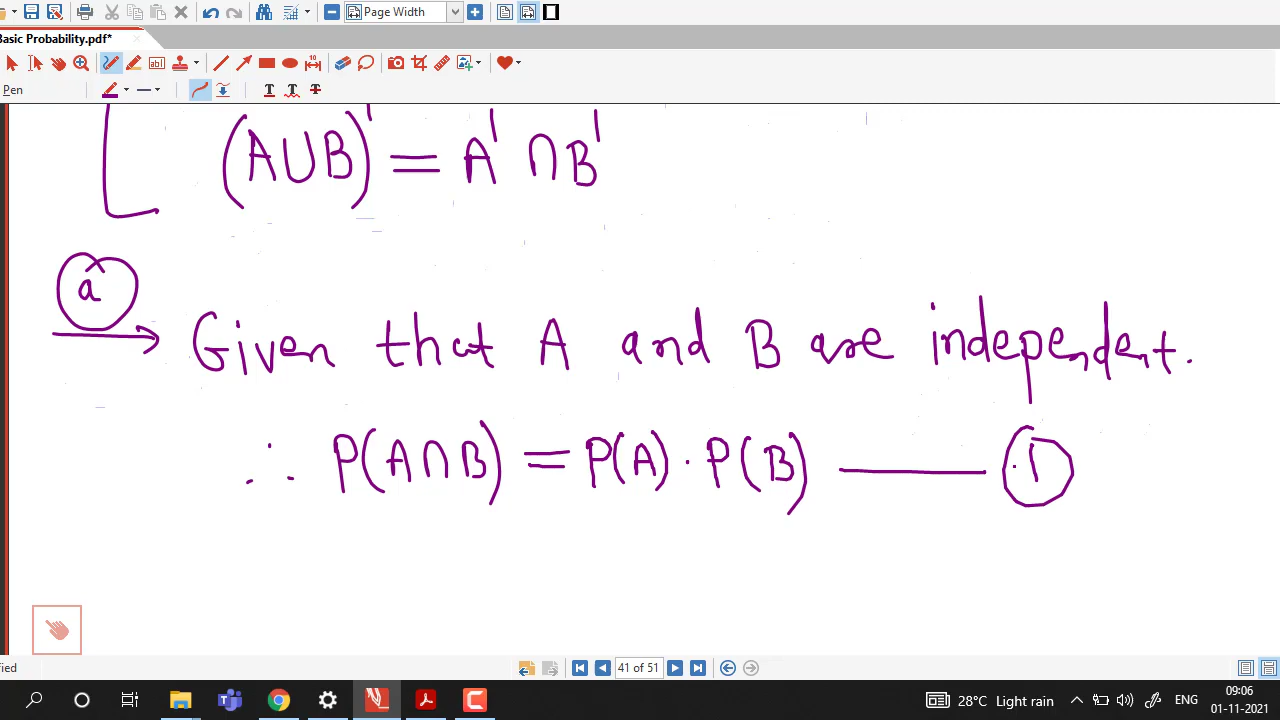 Page Width
Basic Probability.pdf*
10
Pen
(A∪B)' = A' ∩ B'
a
Given that A and B are independent.
∴ P(A∩B) = P(A) · P(B) ——— 1
41 of 51
28°C Light rain
ENG
09:06
01-11-2021